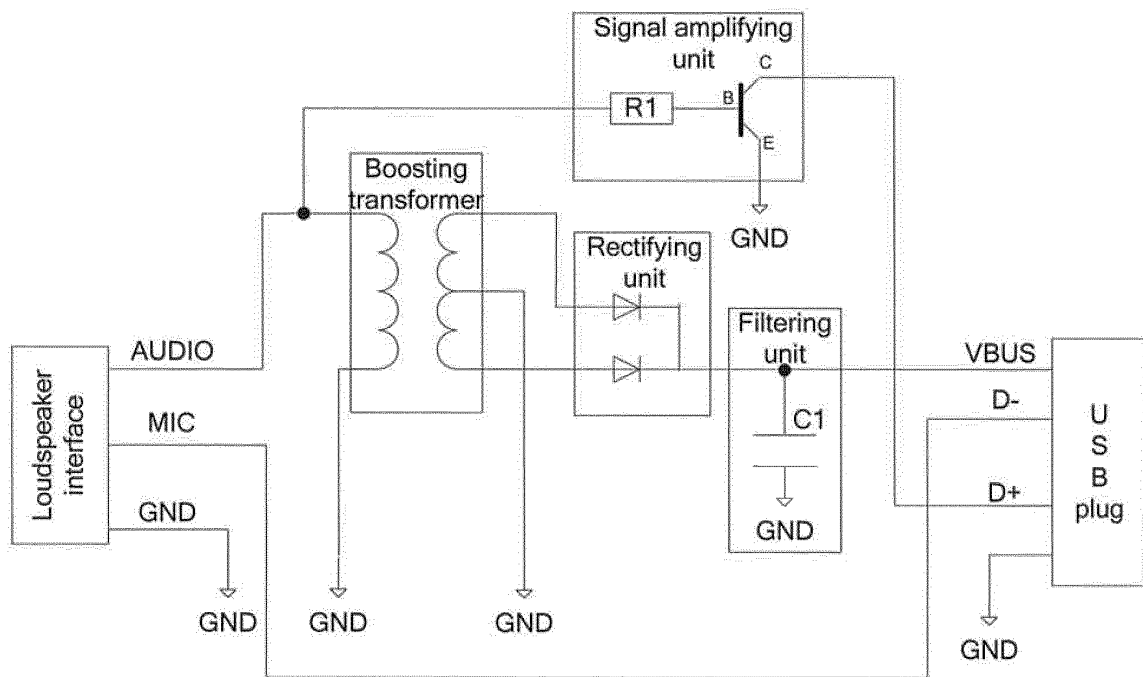 Signal amplifying
unit
C
B
R1
E
GND
Boosting
transformer
Rectifying
unit
Filtering
unit
C1
GND
AUDIO
MIC
GND
Loudspeaker
interface
VBUS
D-
D+
U
S
B
plug
GND
GND
GND
GND